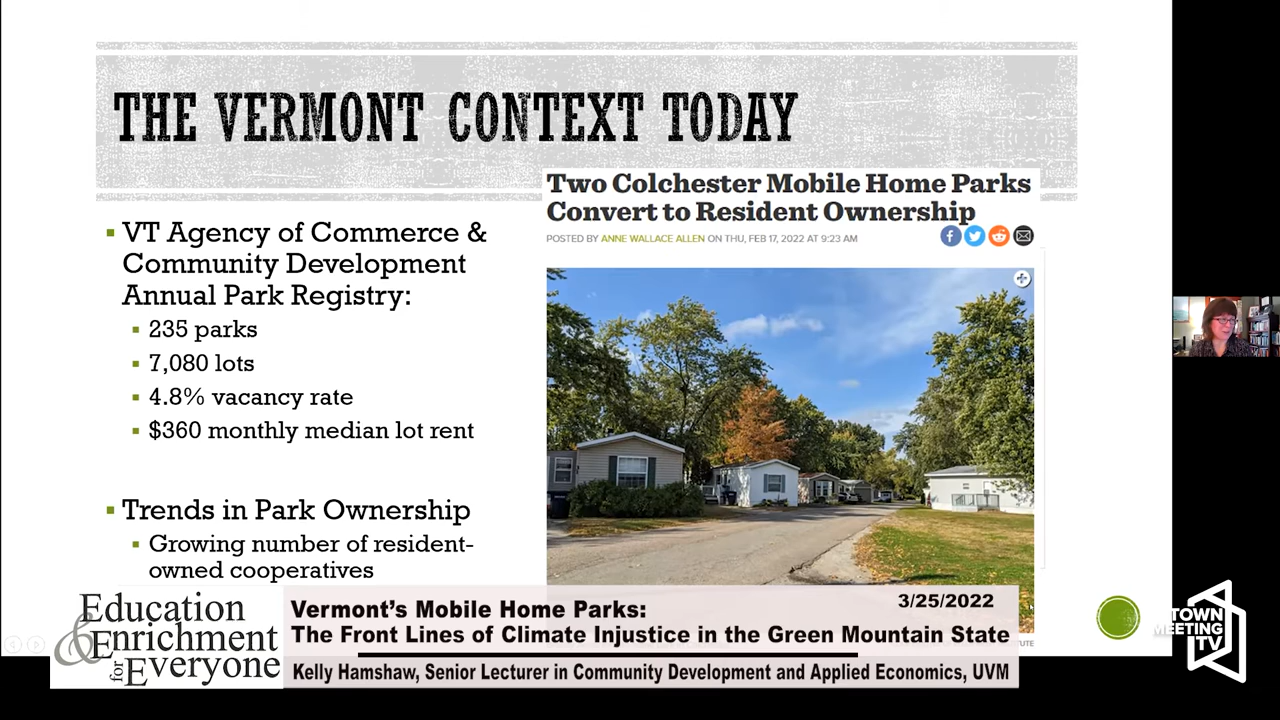 THE VERMONT CONTEXT TODAY
Two Colchester Mobile Home Parks
Convert to Resident Ownership
POSTED BY ANNE WALLACE ALLEN ON THU, FEB 17, 2022 AT 9:23 AM
VT Agency of Commerce &
Community Development
Annual Park Registry:
235 parks
7,080 lots
4.8% vacancy rate
$360 monthly median lot rent
Trends in Park Ownership
Growing number of resident-
owned cooperatives
Education
& Enrichment
for Everyone
Vermont's Mobile Home Parks:
3/25/2022
The Front Lines of Climate Injustice in the Green Mountain State
Kelly Hamshaw, Senior Lecturer in Community Development and Applied Economics, UVM
TOWN
MEETING
TV